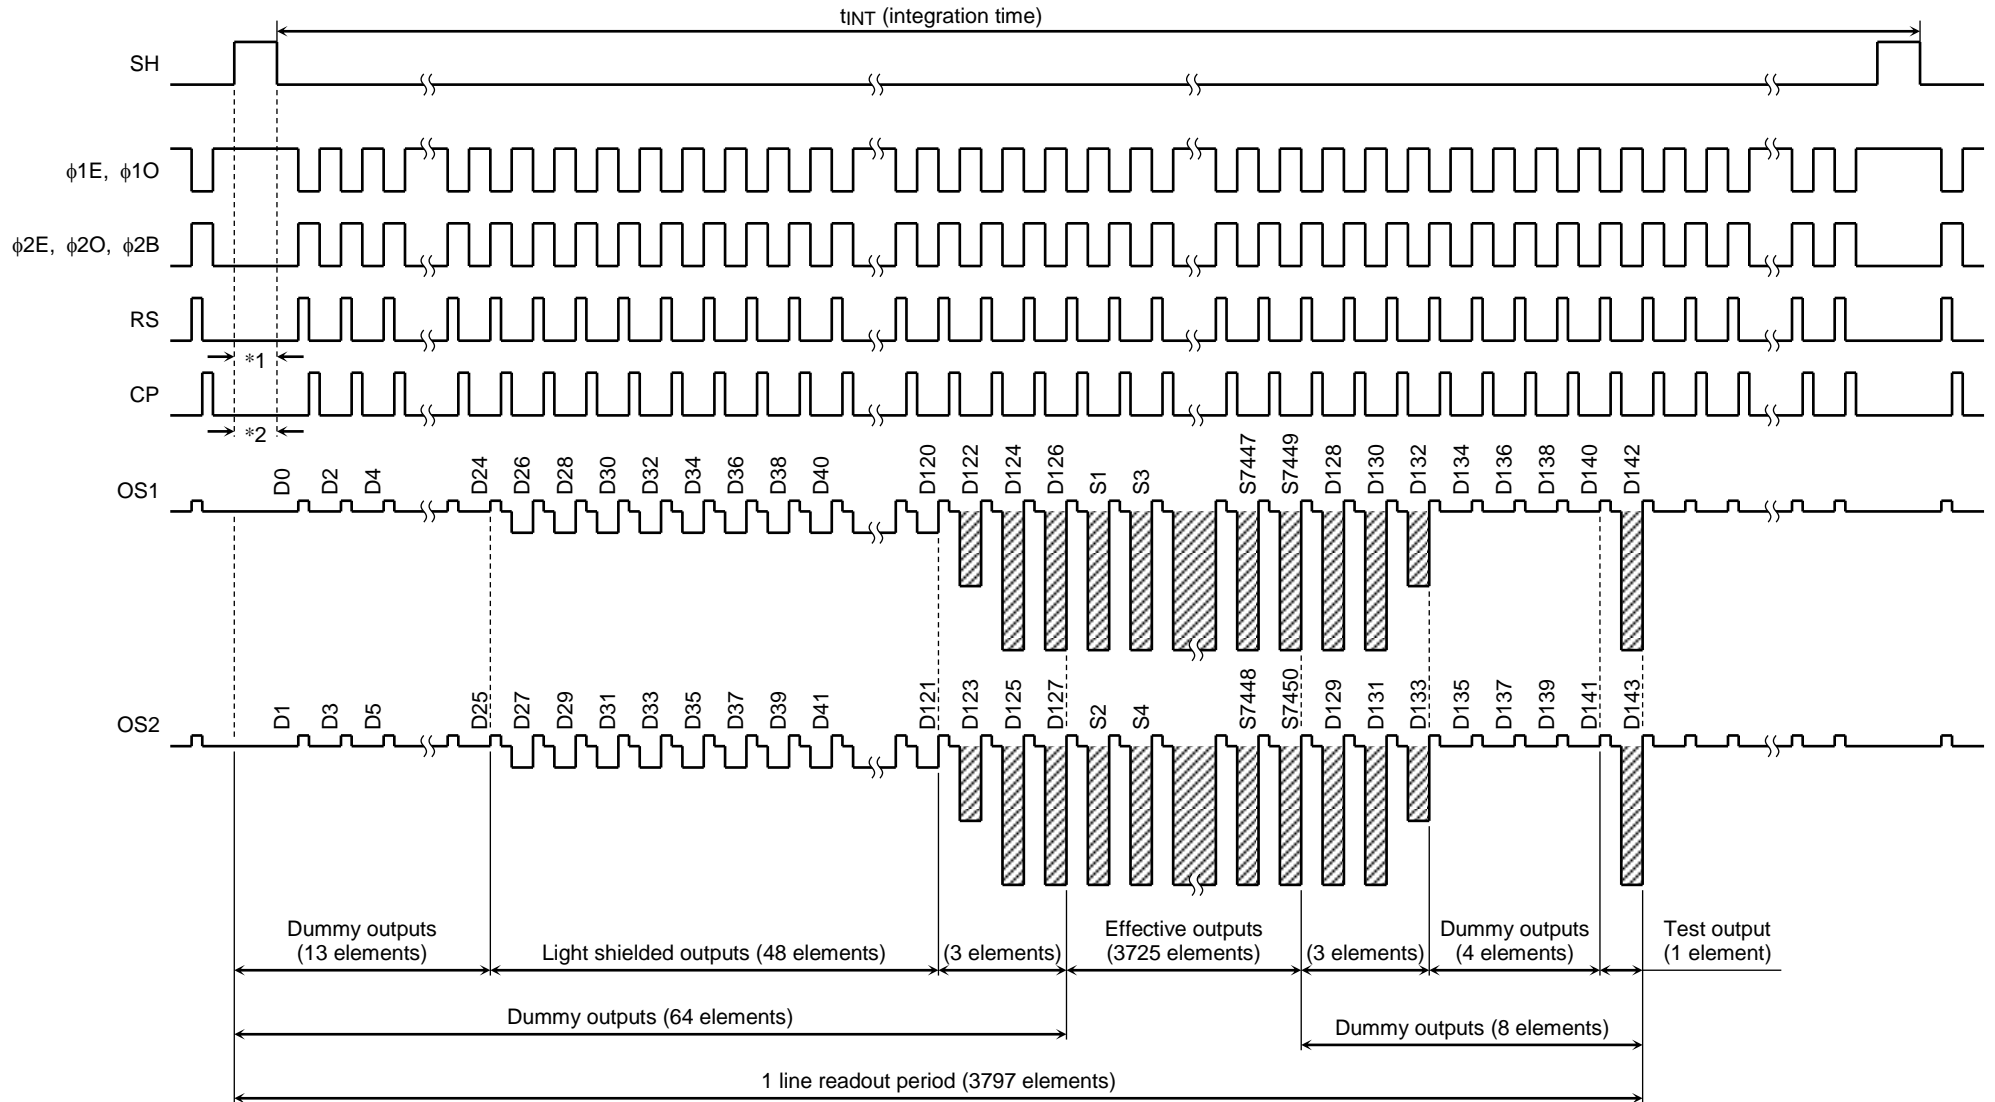 tINT (integration time)
SH
ϕ1E, ϕ1O
ϕ2E, ϕ2O, ϕ2B
RS
*1
CP
*2
OS1
D0 D2 D4 D24 D26 D28 D30 D32 D34 D36 D38 D40 D120 D122 D124 D126 S1 S3 S7447 S7449 D128 D130 D132 D134 D136 D138 D140 D142
OS2
D1 D3 D5 D25 D27 D29 D31 D33 D35 D37 D39 D41 D121 D123 D125 D127 S2 S4 S7448 S7450 D129 D131 D133 D135 D137 D139 D141 D143
Dummy outputs
(13 elements)
Light shielded outputs (48 elements)
(3 elements)
Effective outputs
(3725 elements)
(3 elements)
Dummy outputs
(4 elements)
Test output
(1 element)
Dummy outputs (64 elements)
Dummy outputs (8 elements)
1 line readout period (3797 elements)